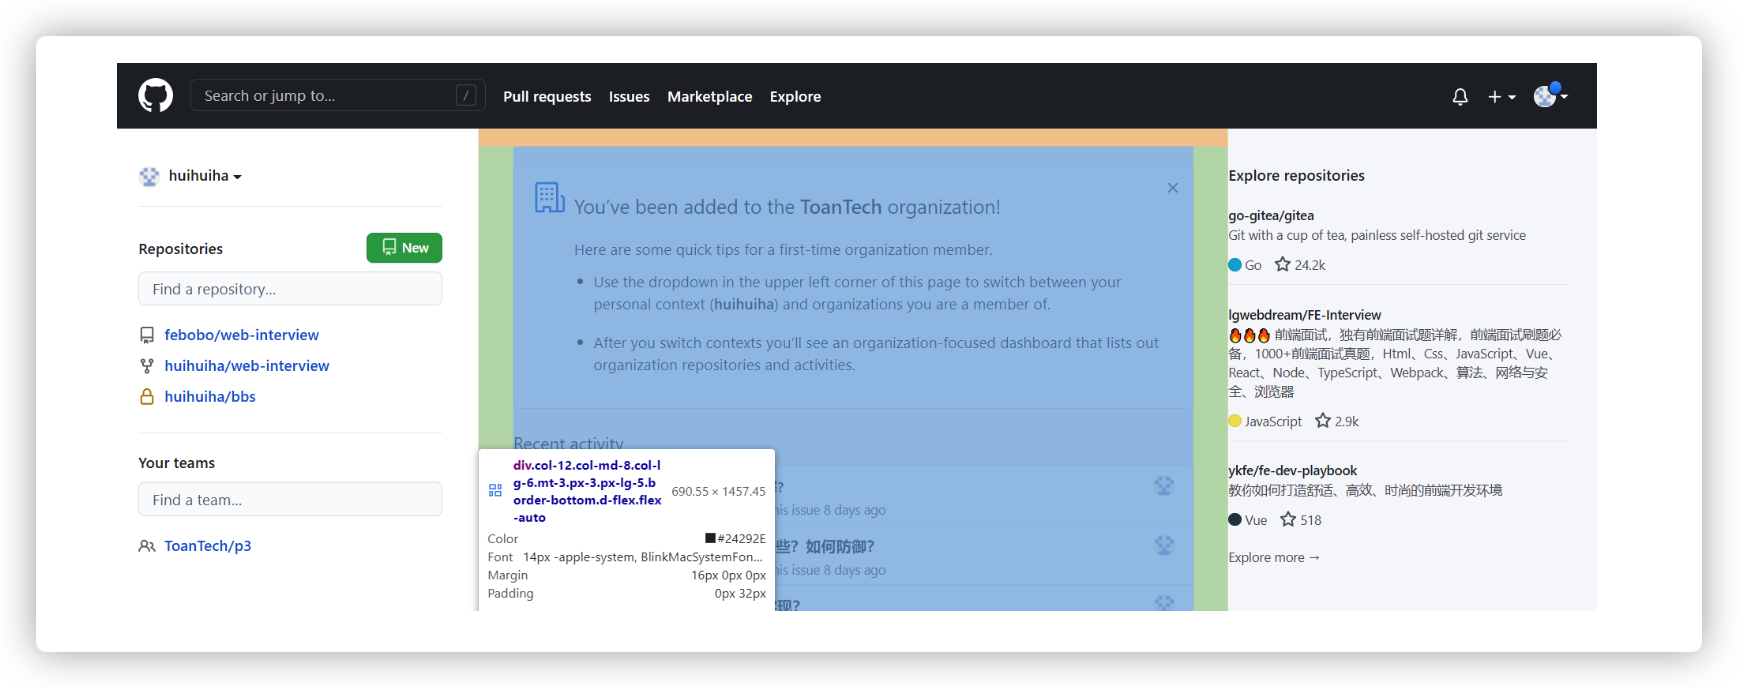 Search or jump to... /
Pull requests Issues Marketplace Explore
huihuiha
Repositories
New
Find a repository...
febobo/web-interview
huihuiha/web-interview
huihuiha/bbs
Your teams
Find a team...
ToanTech/p3
You've been added to the ToanTech organization!
Here are some quick tips for a first-time organization member.
Use the dropdown in the upper left corner of this page to switch between your
personal context (huihuiha) and organizations you are a member of.
After you switch contexts you'll see an organization-focused dashboard that lists out
organization repositories and activities.
Recent activity
?
his issue 8 days ago
些？如何防御？
his issue 8 days ago
现？
div.col-12.col-md-8.col-l
g-6.mt-3.px-3.px-lg-5.b
order-bottom.d-flex.flex
-auto
690.55 × 1457.45
Color #24292E
Font 14px -apple-system, BlinkMacSystemFon...
Margin 16px 0px 0px
Padding 0px 32px
Explore repositories
go-gitea/gitea
Git with a cup of tea, painless self-hosted git service
Go 24.2k
lgwebdream/FE-Interview
🔥🔥🔥 前端面试，独有前端面试题详解，前端面试刷题必
备，1000+前端面试真题，Html、Css、JavaScript、Vue、
React、Node、TypeScript、Webpack、算法、网络与安
全、浏览器
JavaScript 2.9k
ykfe/fe-dev-playbook
教你如何打造舒适、高效、时尚的前端开发环境
Vue 518
Explore more →